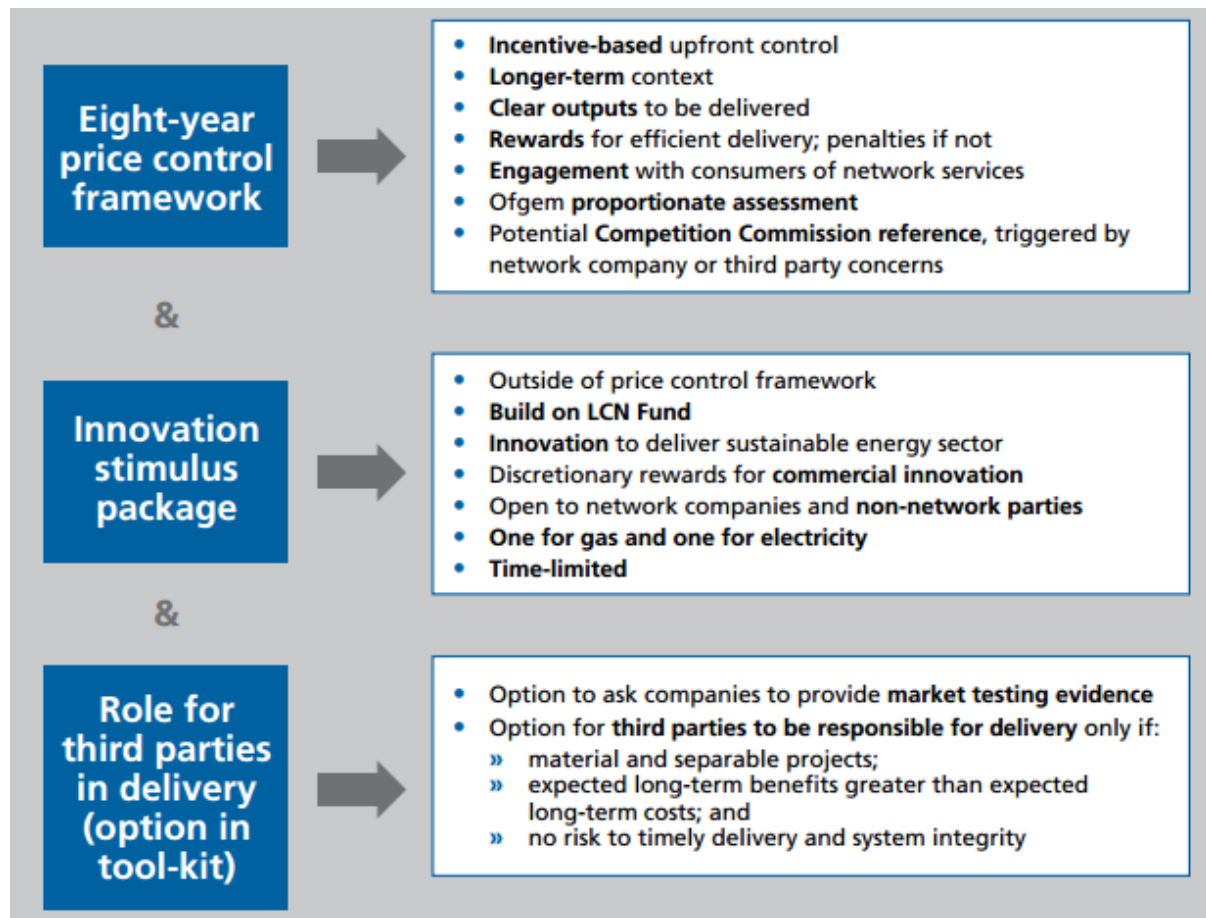 Eight-year
price control
framework
• Incentive-based upfront control
• Longer-term context
• Clear outputs to be delivered
• Rewards for efficient delivery; penalties if not
• Engagement with consumers of network services
• Ofgem proportionate assessment
• Potential Competition Commission reference, triggered by
network company or third party concerns
&
Innovation
stimulus
package
• Outside of price control framework
• Build on LCN Fund
• Innovation to deliver sustainable energy sector
• Discretionary rewards for commercial innovation
• Open to network companies and non-network parties
• One for gas and one for electricity
• Time-limited
&
Role for
third parties
in delivery
(option in
tool-kit)
• Option to ask companies to provide market testing evidence
• Option for third parties to be responsible for delivery only if:
» material and separable projects;
» expected long-term benefits greater than expected
long-term costs; and
» no risk to timely delivery and system integrity